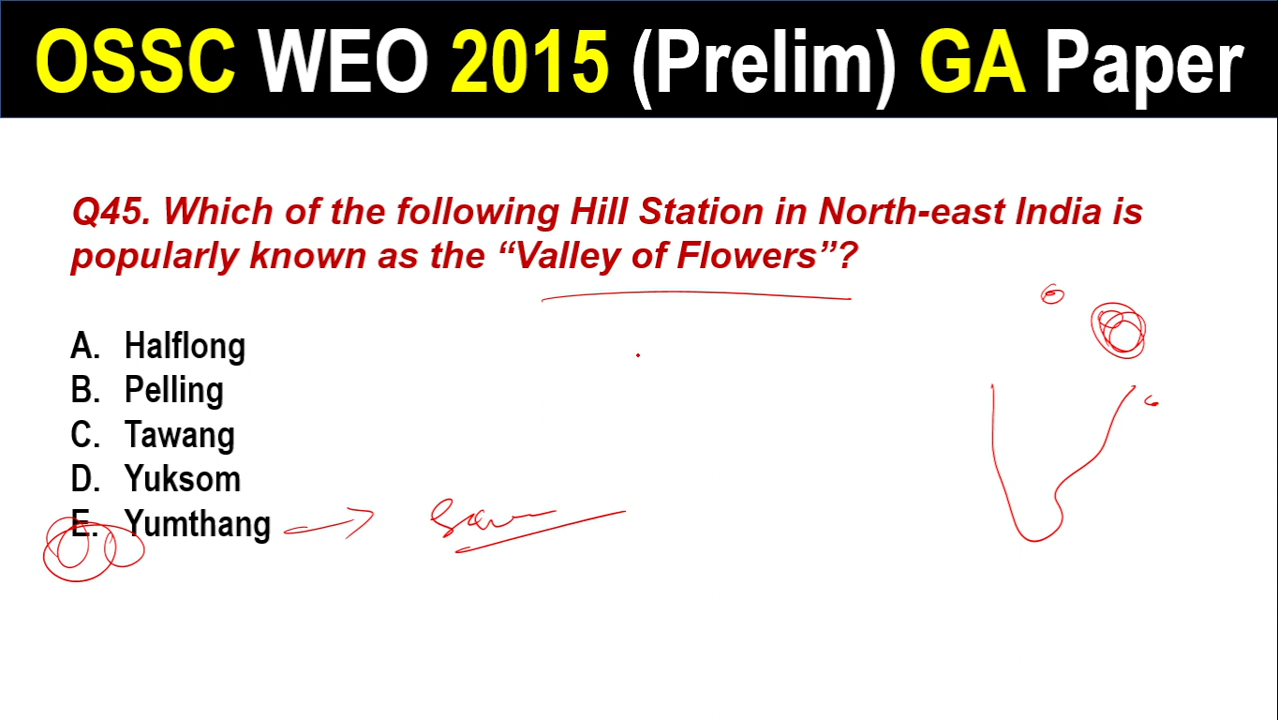 OSSC WEO 2015 (Prelim) GA Paper
Q45. Which of the following Hill Station in North-east India is
popularly known as the “Valley of Flowers”?
A. Halflong
B. Pelling
C. Tawang
D. Yuksom
E. Yumthang